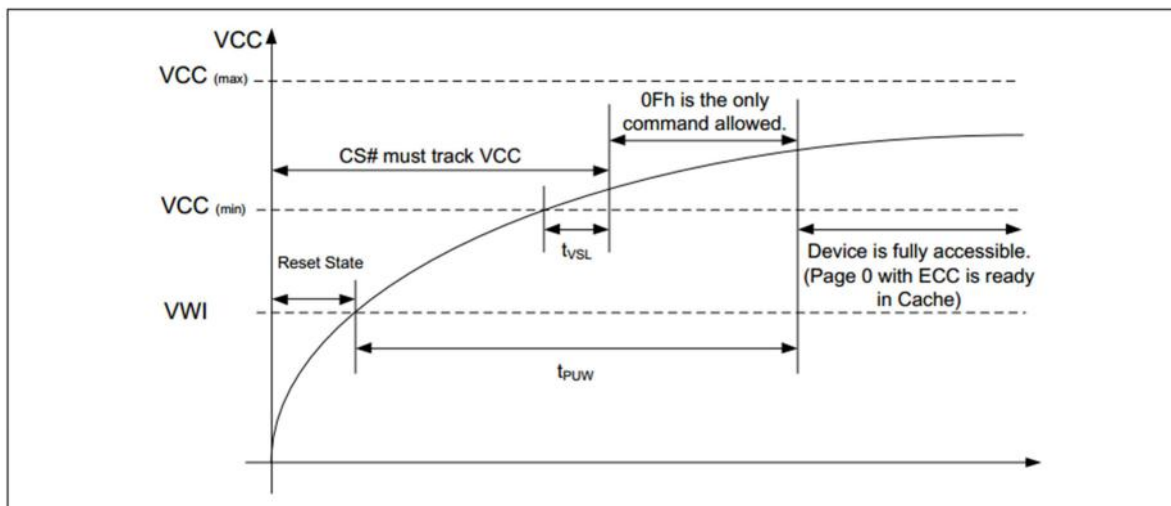 VCC
VCC (max)
0Fh is the only
command allowed.
CS# must track VCC
VCC (min)
tVSL
Device is fully accessible.
(Page 0 with ECC is ready
in Cache)
Reset State
VWI
tPUW